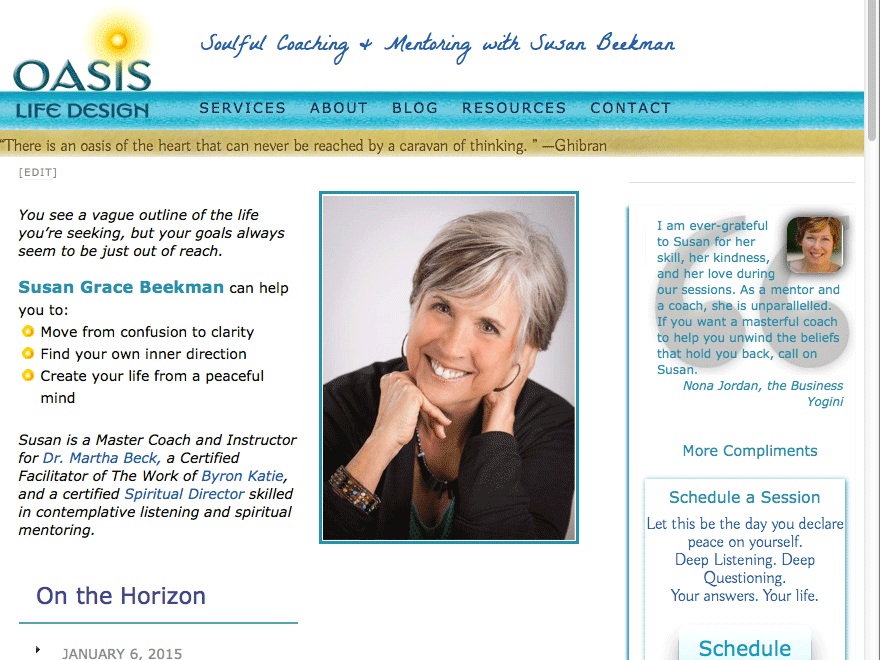 OASIS
LIFE DESIGN
Soulful Coaching & Mentoring with Susan Beekman
SERVICES ABOUT BLOG RESOURCES CONTACT
“There is an oasis of the heart that can never be reached by a caravan of thinking. ” —Ghibran
[EDIT]
You see a vague outline of the life
you’re seeking, but your goals always
seem to be just out of reach.
Susan Grace Beekman can help
you to:
Move from confusion to clarity
Find your own inner direction
Create your life from a peaceful
mind
Susan is a Master Coach and Instructor
for Dr. Martha Beck, a Certified
Facilitator of The Work of Byron Katie,
and a certified Spiritual Director skilled
in contemplative listening and spiritual
mentoring.
On the Horizon
JANUARY 6, 2015
I am ever-grateful
to Susan for her
skill, her kindness,
and her love during
our sessions. As a mentor and
a coach, she is unparallelled.
If you want a masterful coach
to help you unwind the beliefs
that hold you back, call on
Susan.
Nona Jordan, the Business
Yogini
More Compliments
Schedule a Session
Let this be the day you declare
peace on yourself.
Deep Listening. Deep
Questioning.
Your answers. Your life.
Schedule